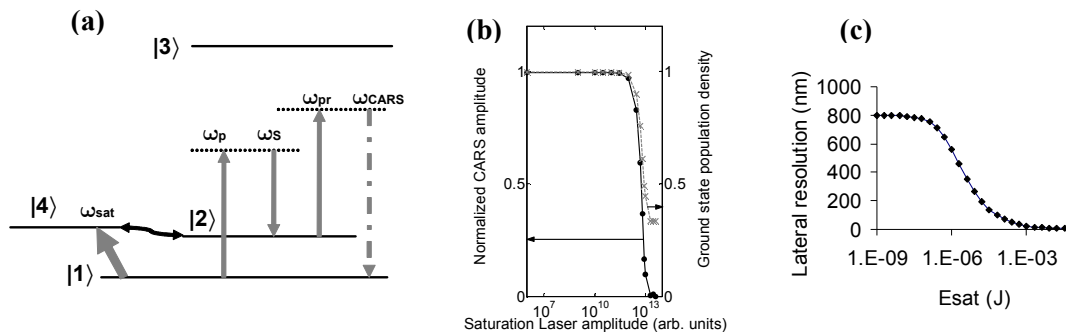 (a)
|3⟩
ωpr ωCARS
ωp ωS
|4⟩ ωsat |2⟩
|1⟩
(b)
Normalized CARS amplitude
1
0.5
0
10^7 10^10 10^13
Saturation Laser amplitude (arb. units)
1
0.5
0
Ground state population density
(c)
Lateral resolution (nm)
1000
800
600
400
200
0
1.E-09 1.E-06 1.E-03
Esat (J)